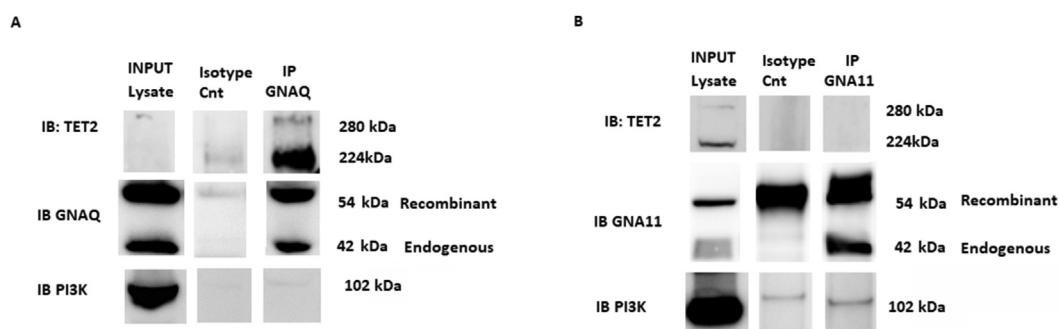 A
INPUT
Lysate
Isotype
Cnt
IP
GNAQ
IB: TET2
280 kDa
224kDa
IB GNAQ
54 kDa Recombinant
42 kDa Endogenous
IB PI3K
102 kDa
B
INPUT
Lysate
Isotype
Cnt
IP
GNA11
IB: TET2
280 kDa
224kDa
IB GNA11
54 kDa Recombinant
42 kDa Endogenous
IB PI3K
102 kDa